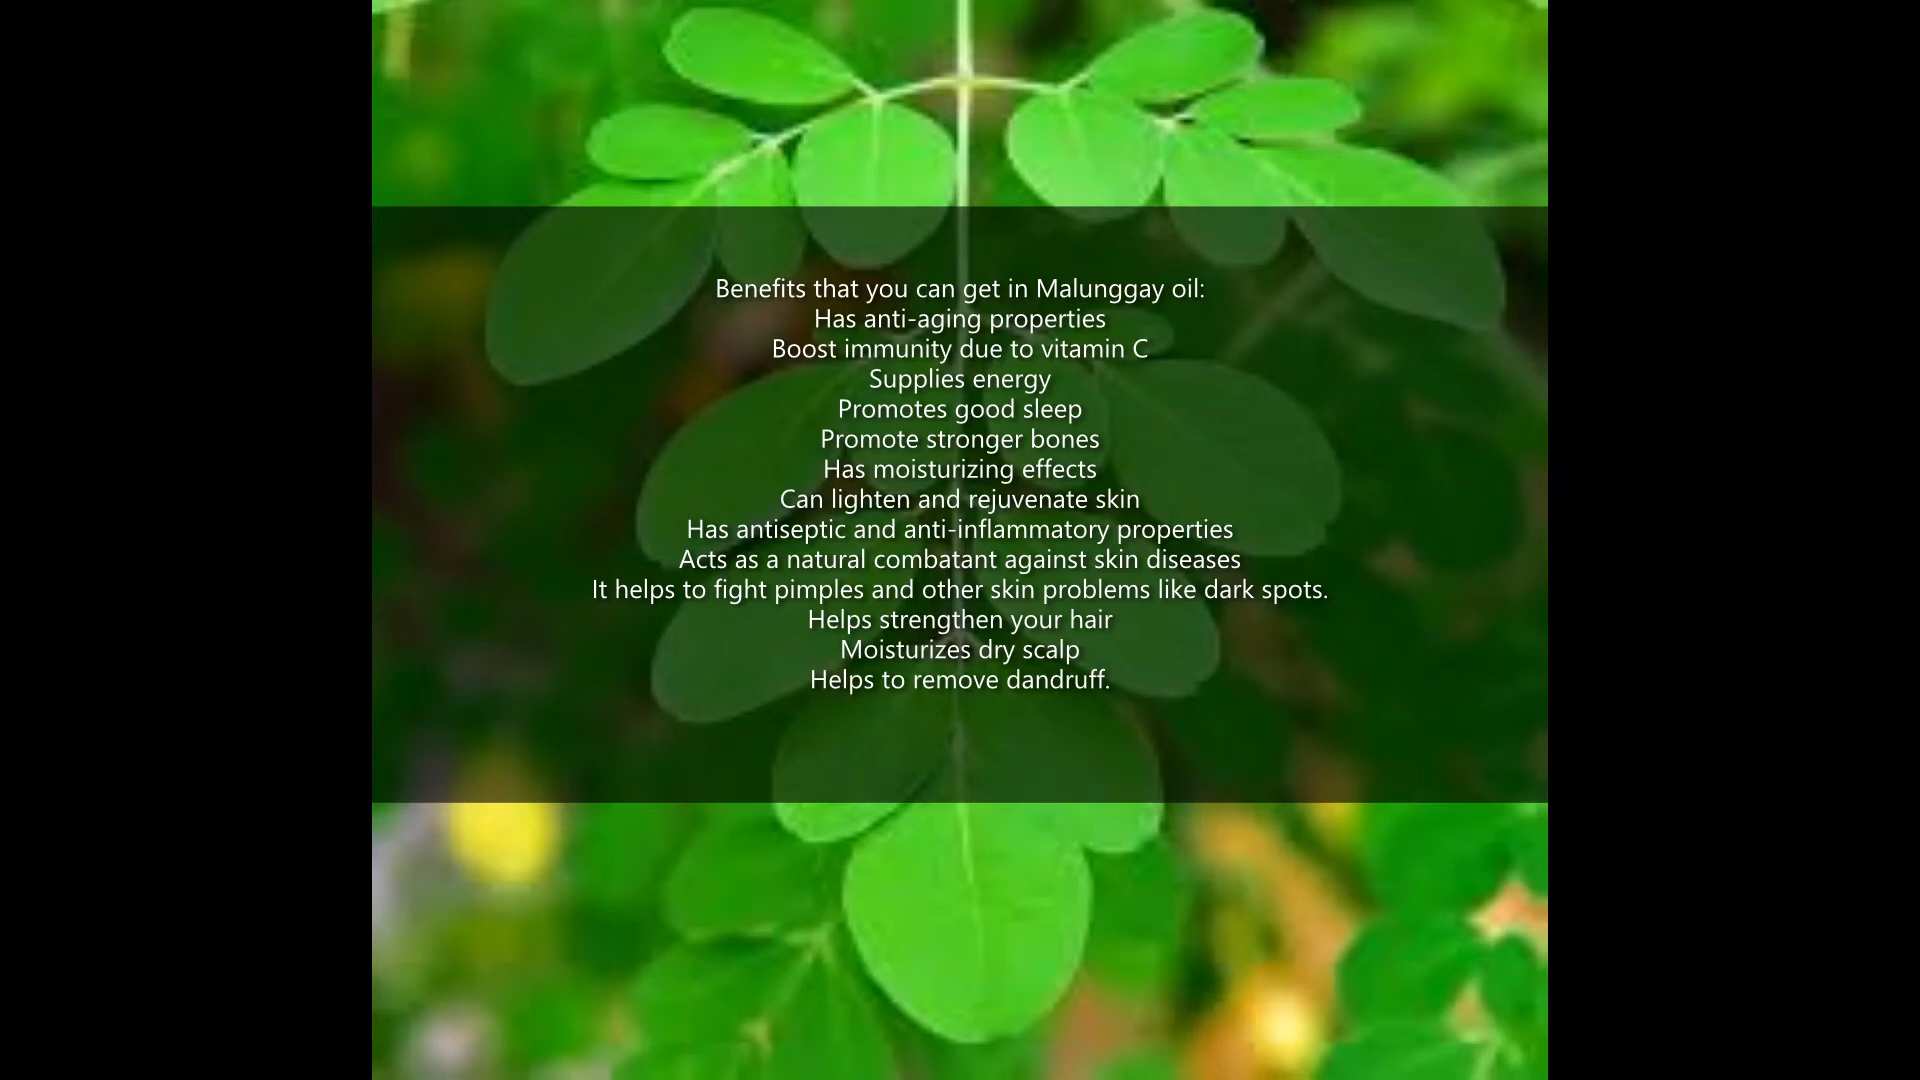 Benefits that you can get in Malunggay oil:
Has anti-aging properties
Boost immunity due to vitamin C
Supplies energy
Promotes good sleep
Promote stronger bones
Has moisturizing effects
Can lighten and rejuvenate skin
Has antiseptic and anti-inflammatory properties
Acts as a natural combatant against skin diseases
It helps to fight pimples and other skin problems like dark spots.
Helps strengthen your hair
Moisturizes dry scalp
Helps to remove dandruff.